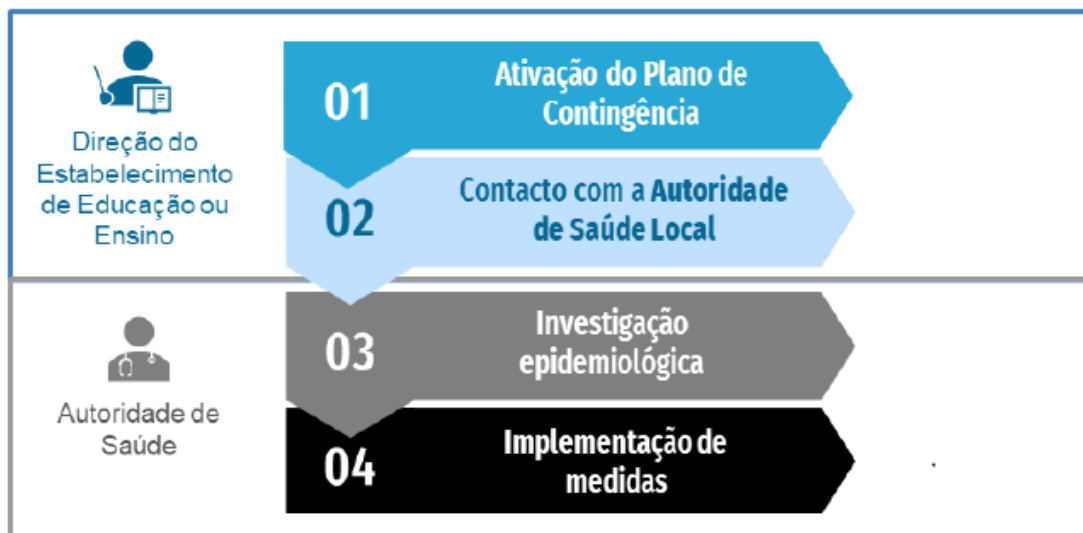 Direção do
Estabelecimento
de Educação ou
Ensino
01
Ativação do Plano de
Contingência
02
Contacto com a Autoridade
de Saúde Local
Autoridade de
Saúde
03
Investigação
epidemiológica
04
Implementação de
medidas